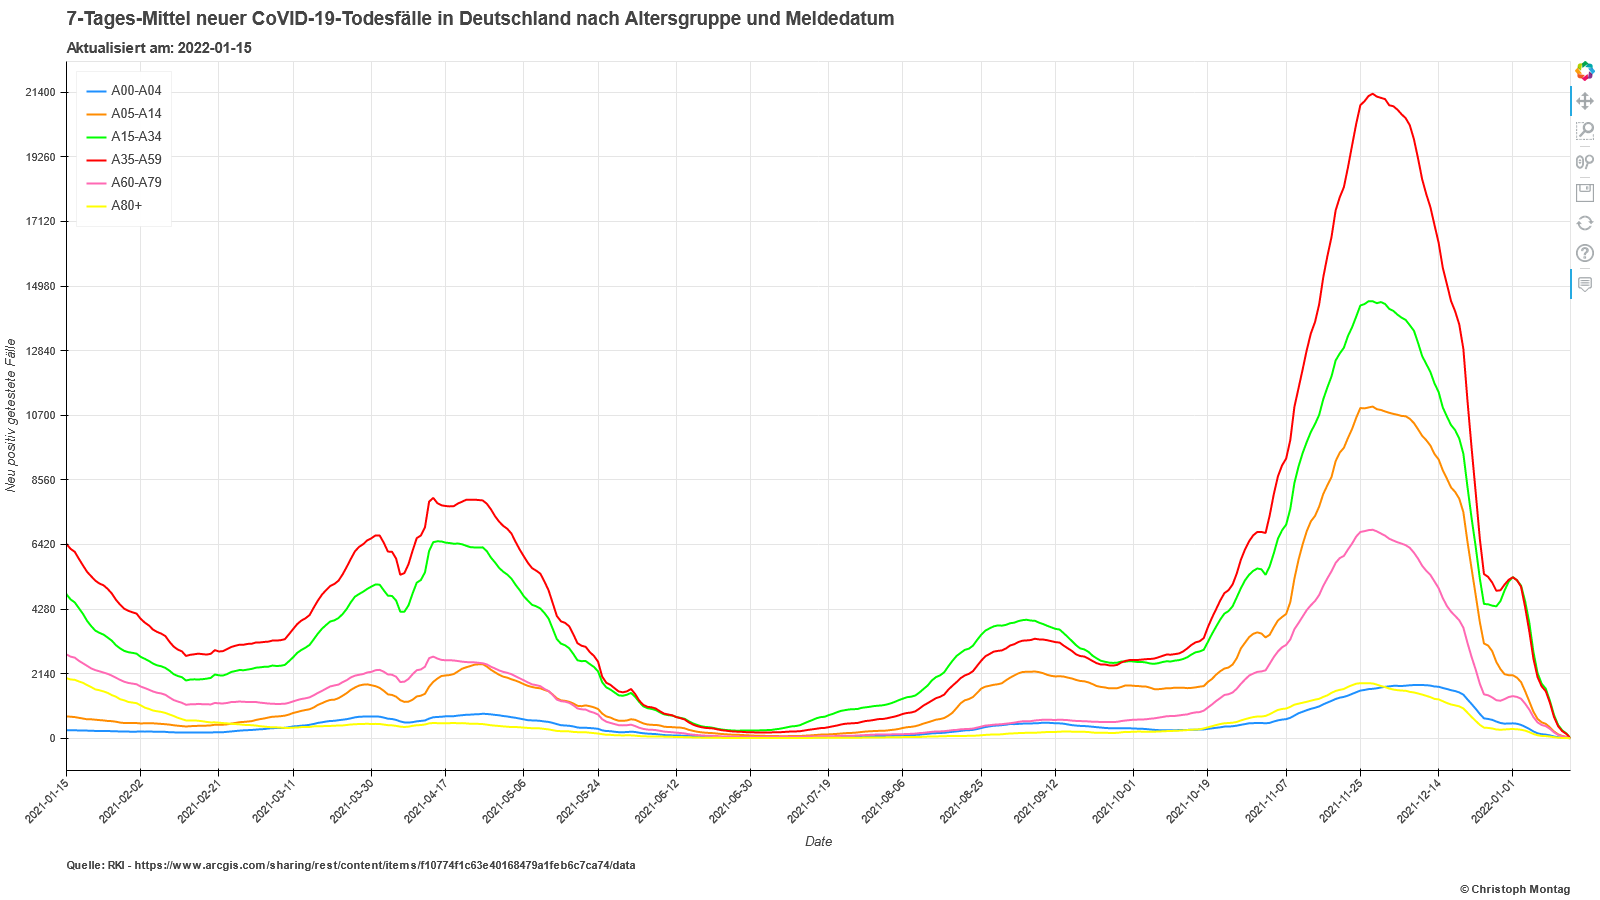 7-Tages-Mittel neuer CoVID-19-Todesfälle in Deutschland nach Altersgruppe und Meldedatum
Aktualisiert am: 2022-01-15
A00-A04
A05-A14
A15-A34
A35-A59
A60-A79
A80+
21400
19260
17120
14980
12840
10700
8560
6420
4280
2140
0
Neu positiv getestete Fälle
2021-01-15
2021-02-02
2021-02-21
2021-03-11
2021-03-30
2021-04-17
2021-05-06
2021-05-24
2021-06-12
2021-06-30
2021-07-19
2021-08-06
2021-08-25
2021-09-12
2021-10-01
2021-10-19
2021-11-07
2021-11-25
2021-12-14
2022-01-01
Date
Quelle: RKI - https://www.arcgis.com/sharing/rest/content/items/f10774f1c63e40168479a1feb6c7ca74/data
© Christoph Montag